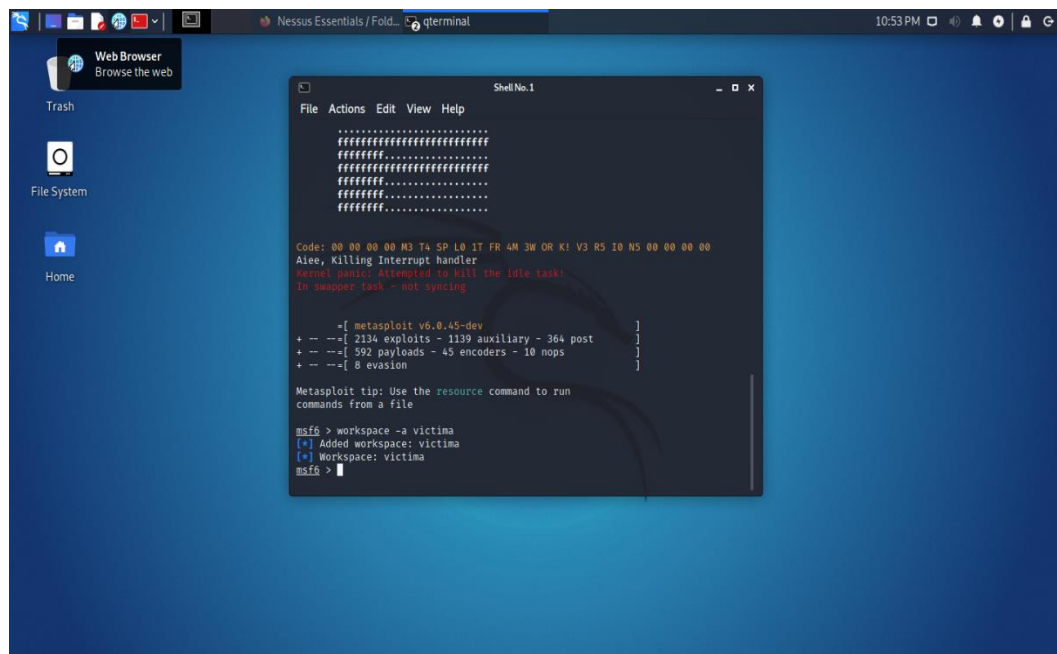 Nessus Essentials / Fold...
qterminal
10:53 PM
Web Browser
Browse the web
Trash
File System
Home
Shell No. 1
File Actions Edit View Help
..........................
ffffffffffffffffffffffffff
ffffffff..................
ffffffffffffffffffffffffff
ffffffff..................
ffffffff..................
ffffffff..................
Code: 00 00 00 00 M3 T4 SP L0 1T FR 4M 3W OR K! V3 R5 I0 N5 00 00 00 00
Aiee, Killing Interrupt handler
Kernel panic: Attempted to kill the idle task!
In swapper task - not syncing
=[ metasploit v6.0.45-dev ]
+ -- --=[ 2134 exploits - 1139 auxiliary - 364 post ]
+ -- --=[ 592 payloads - 45 encoders - 10 nops ]
+ -- --=[ 8 evasion ]
Metasploit tip: Use the resource command to run
commands from a file
msf6 > workspace -a victima
[*] Added workspace: victima
[*] Workspace: victima
msf6 >